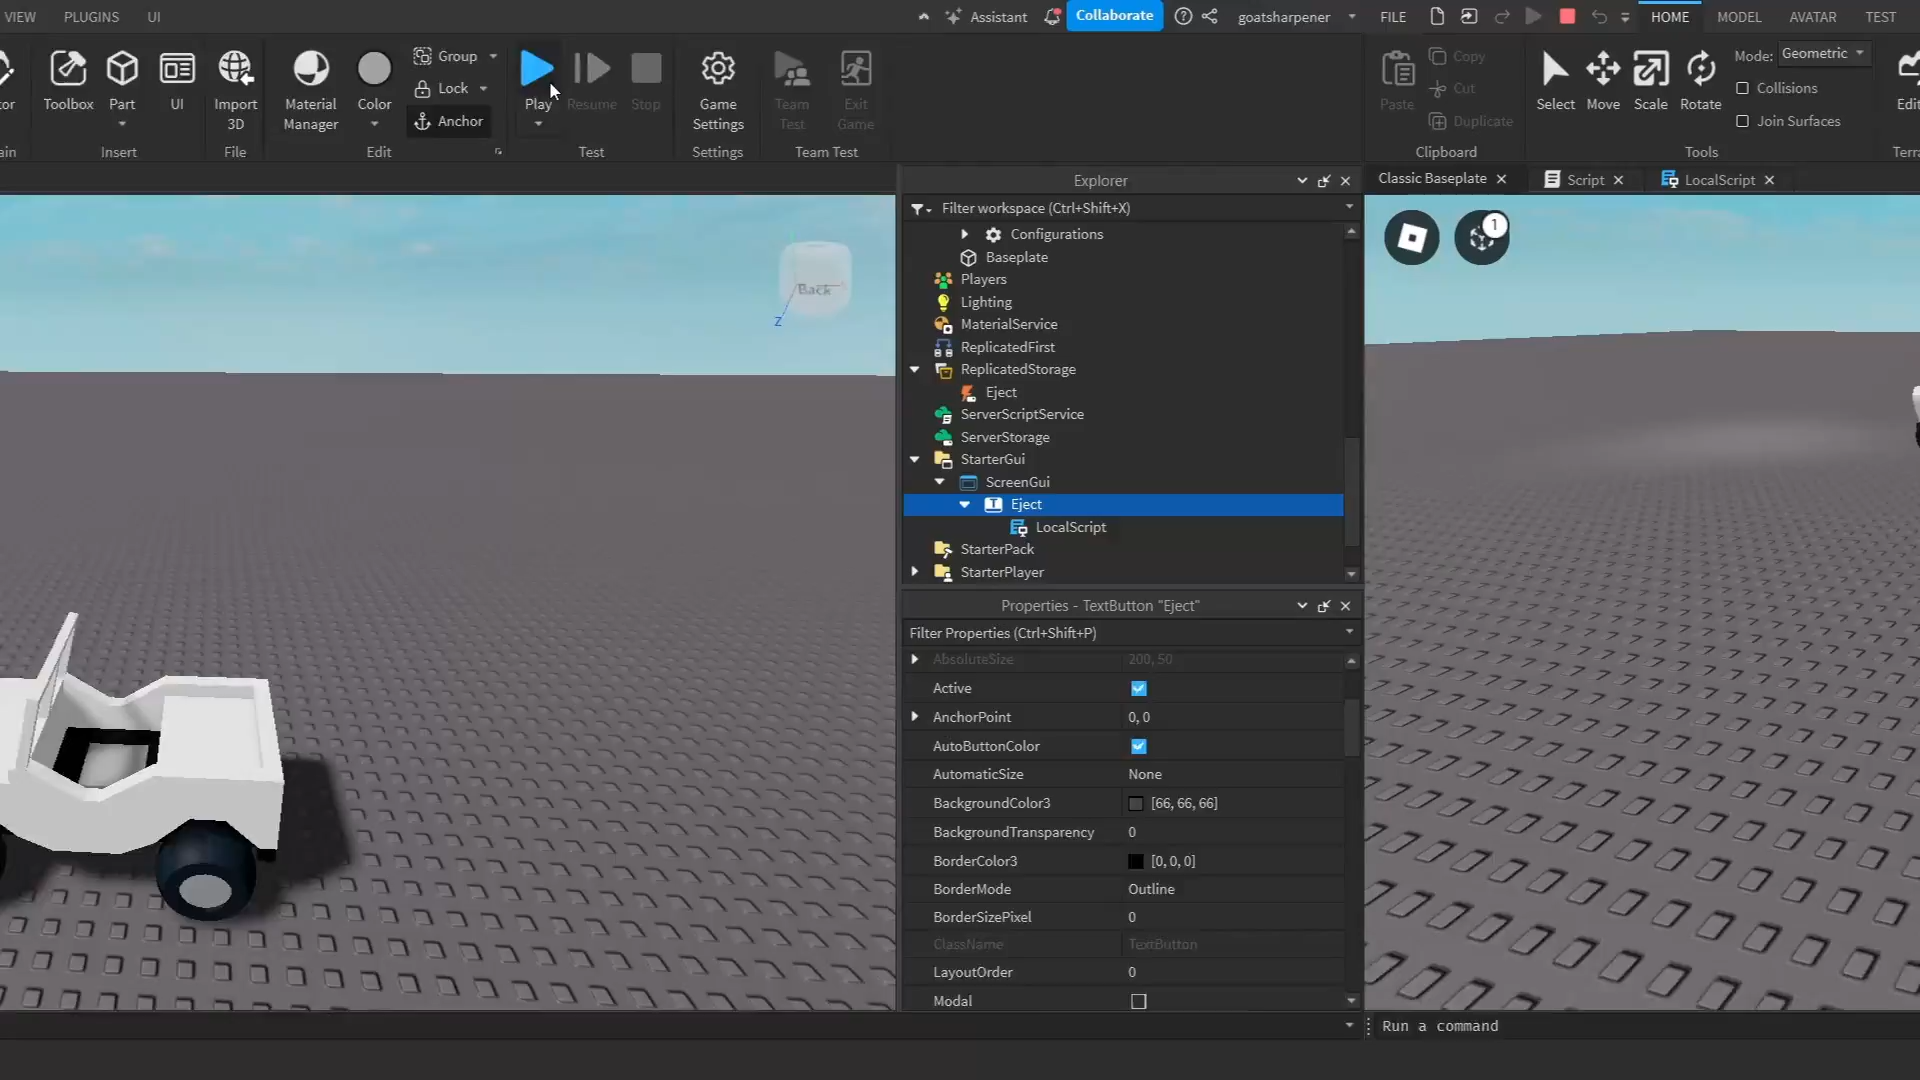 VIEW PLUGINS UI Assistant Collaborate goatsharpener FILE HOME MODEL AVATAR TEST
Toolbox Part UI Import 3D
Material Manager Color
Group
Lock
Anchor
Play Resume Stop
Game Settings
Team Test Exit Game
Paste Copy
Cut
Duplicate
Select Move Scale Rotate
Mode: Geometric
Collisions
Join Surfaces
Insert File Edit Test Settings Team Test Clipboard Tools
Explorer
Filter workspace (Ctrl+Shift+X)
Configurations
Baseplate
Players
Lighting
MaterialService
ReplicatedFirst
ReplicatedStorage
Eject
ServerScriptService
ServerStorage
StarterGui
ScreenGui
Eject
LocalScript
StarterPack
StarterPlayer
Properties - TextButton "Eject"
Filter Properties (Ctrl+Shift+P)
AbsoluteSize 200, 50
Active
AnchorPoint 0, 0
AutoButtonColor
AutomaticSize None
BackgroundColor3 [66, 66, 66]
BackgroundTransparency 0
BorderColor3 [0, 0, 0]
BorderMode Outline
BorderSizePixel 0
ClassName TextButton
LayoutOrder 0
Modal
Back
Z
Classic Baseplate Script LocalScript
1
Run a command